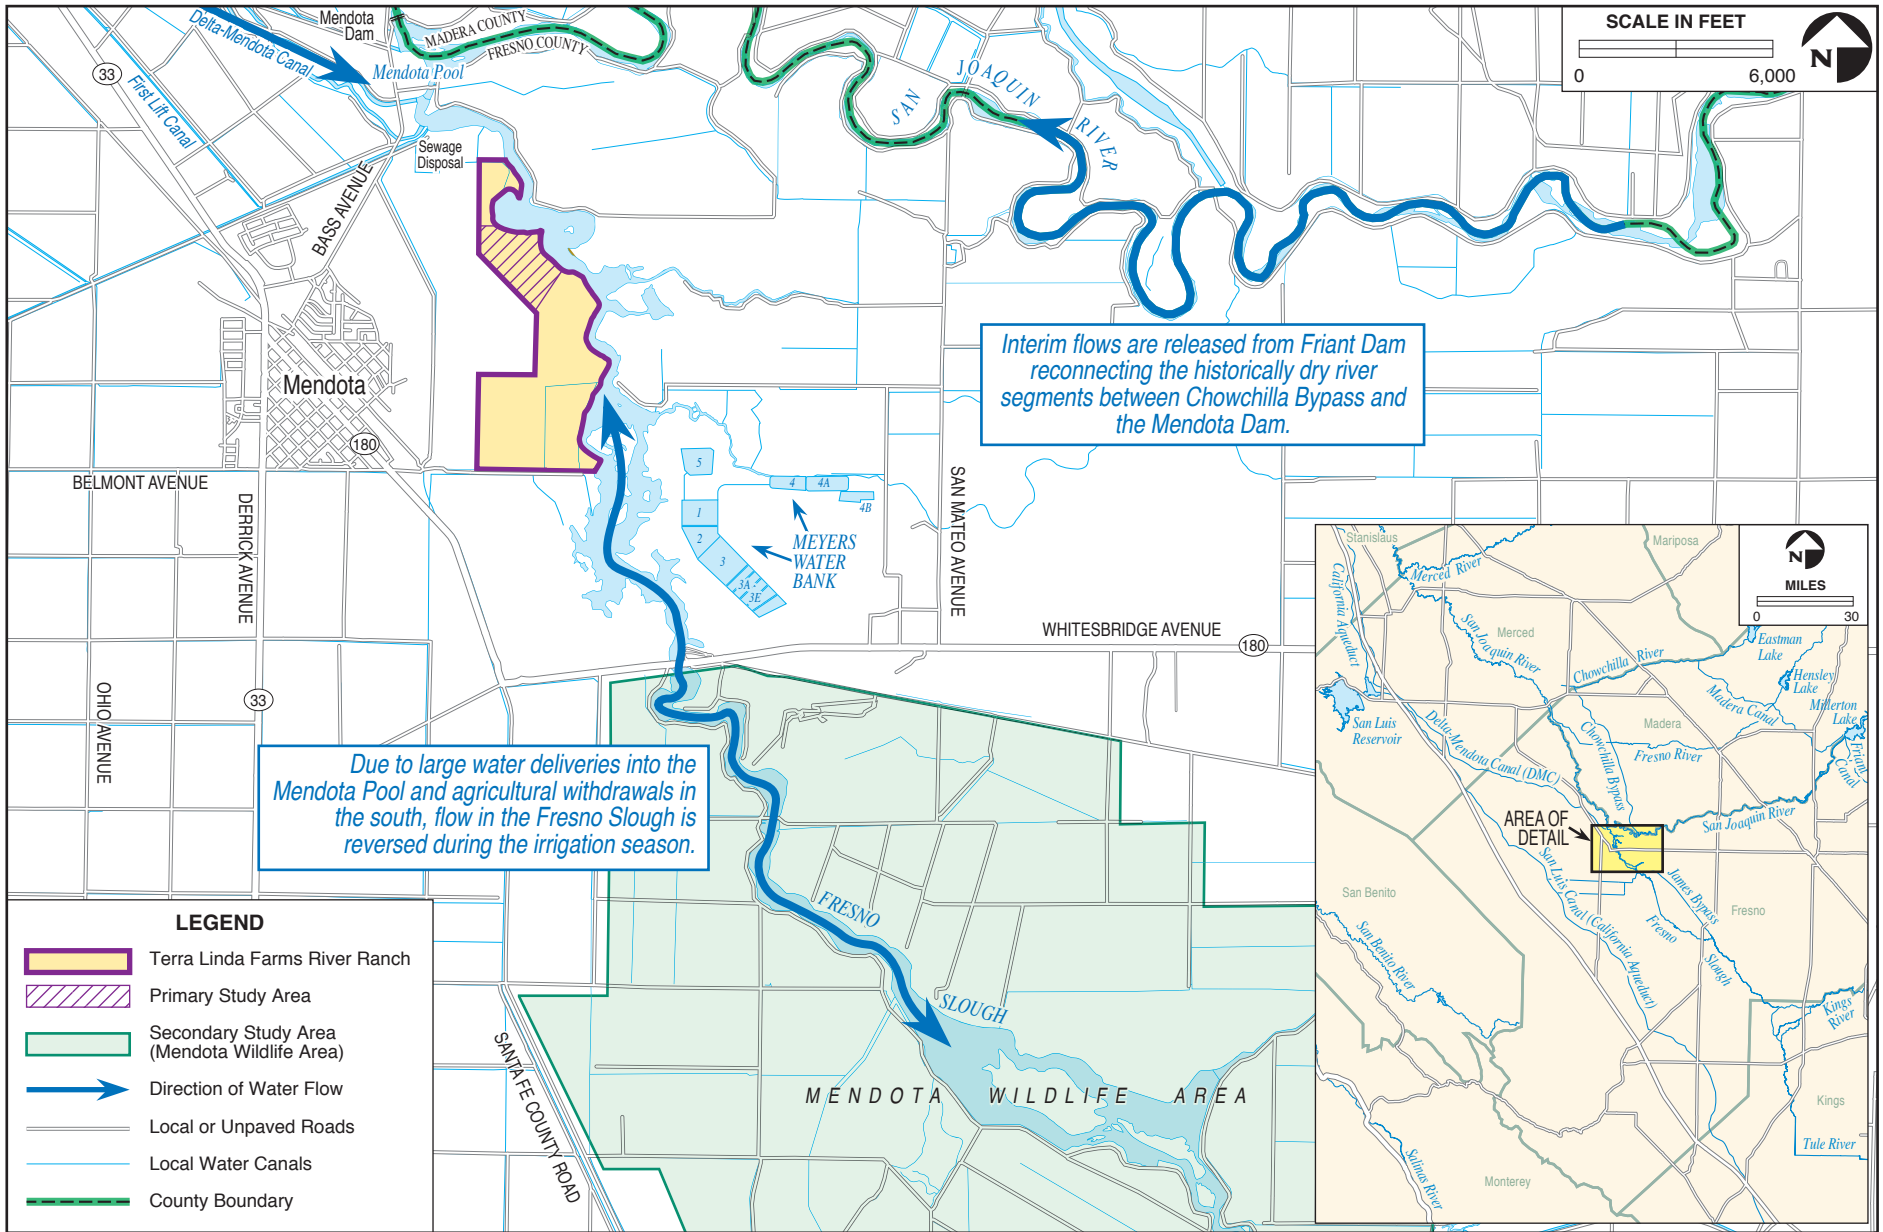 Delta-Mendota Canal
Mendota
Dam
MADERA COUNTY
FRESNO COUNTY
Mendota Pool
33
First Lift Canal
Sewage
Disposal
BASS AVENUE
SAN
JOAQUIN
RIVER
SCALE IN FEET
0
6,000
N
Mendota
180
BELMONT AVENUE
DERRICK AVENUE
OHIO AVENUE
33
Interim flows are released from Friant Dam
reconnecting the historically dry river
segments between Chowchilla Bypass and
the Mendota Dam.
5
4
4A
4B
1
2
3
3A
3E
MEYERS
WATER
BANK
SAN MATEO AVENUE
WHITESBRIDGE AVENUE
180
Due to large water deliveries into the
Mendota Pool and agricultural withdrawals in
the south, flow in the Fresno Slough is
reversed during the irrigation season.
FRESNO
SLOUGH
MENDOTA WILDLIFE AREA
SANTA FE COUNTY ROAD
LEGEND
Terra Linda Farms River Ranch
Primary Study Area
Secondary Study Area
(Mendota Wildlife Area)
Direction of Water Flow
Local or Unpaved Roads
Local Water Canals
County Boundary
N
MILES
0
30
Stanislaus
Mariposa
Merced River
California Aqueduct
San Joaquin River
Merced
Chowchilla River
Eastman
Lake
Hensley
Lake
Madera Canal
Millerton
Lake
Friant
Canal
San Luis
Reservoir
Delta-Mendota Canal (DMC)
Chowchilla Bypass
Madera
Fresno River
San Joaquin River
AREA OF
DETAIL
San Luis Canal (California Aqueduct)
James Bypass
Fresno
Slough
Fresno
San Benito
San Benito River
Kings
River
Kings
Tule River
Monterey
Salinas River